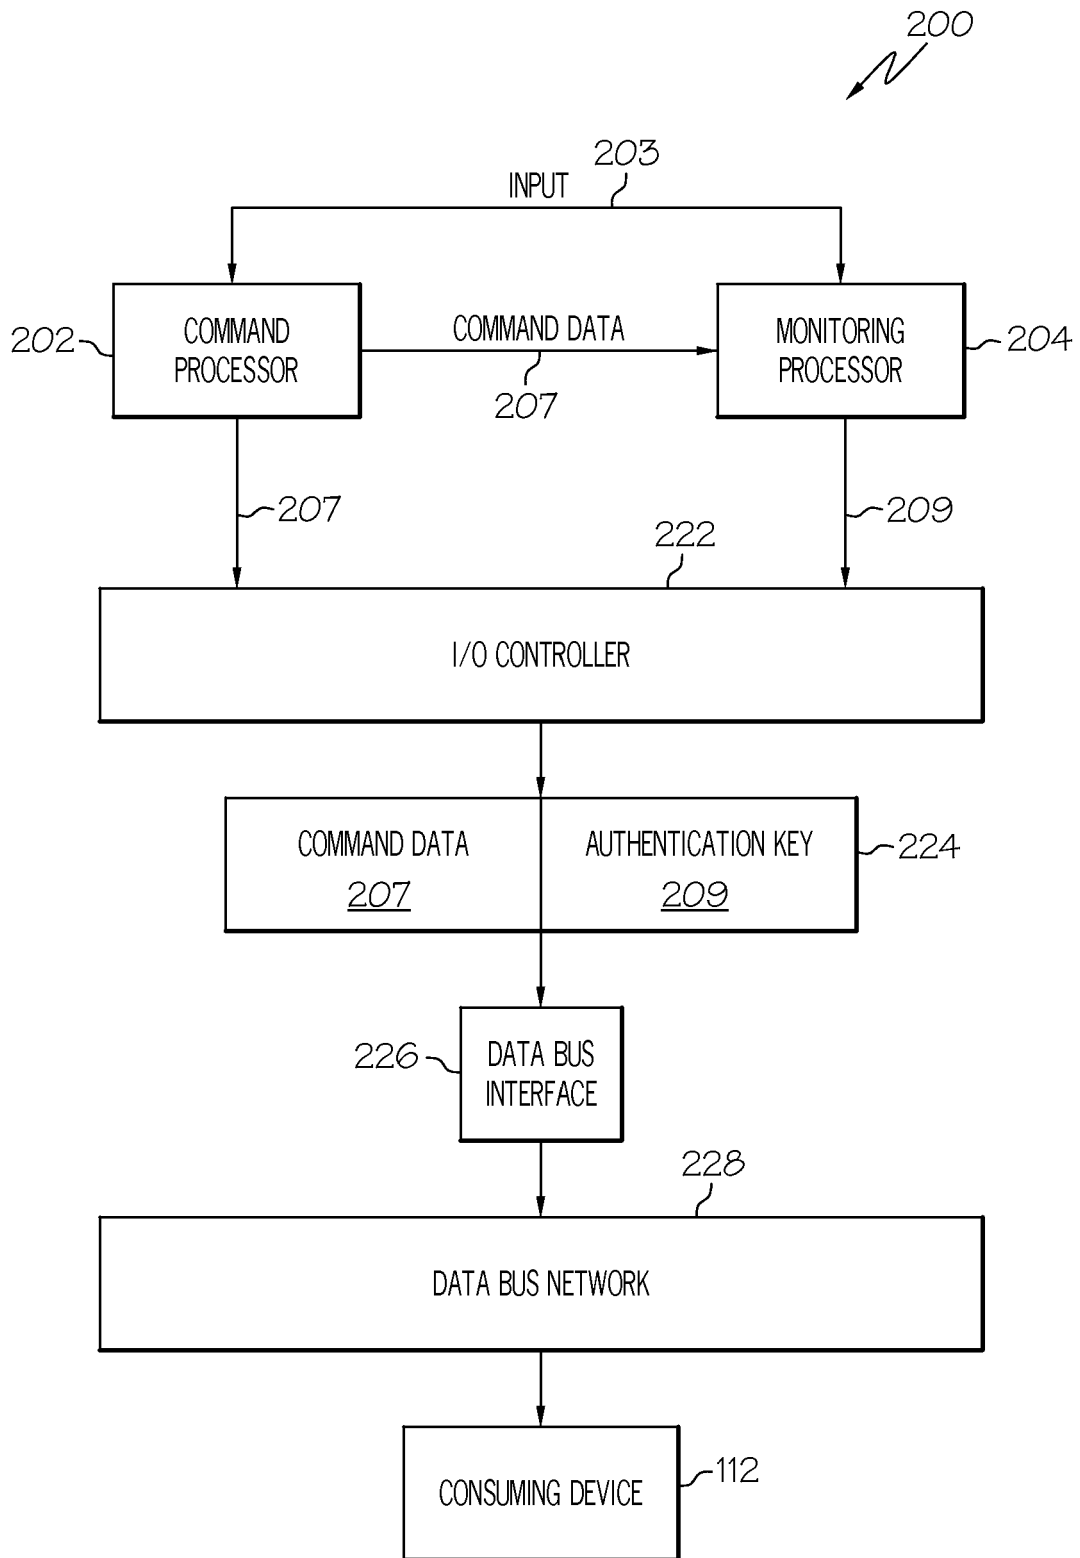 200
203
INPUT
202
COMMAND
PROCESSOR
COMMAND DATA
207
MONITORING
PROCESSOR
204
207
209
222
I/O CONTROLLER
COMMAND DATA
207
AUTHENTICATION KEY
209
224
226
DATA BUS
INTERFACE
228
DATA BUS NETWORK
CONSUMING DEVICE
112